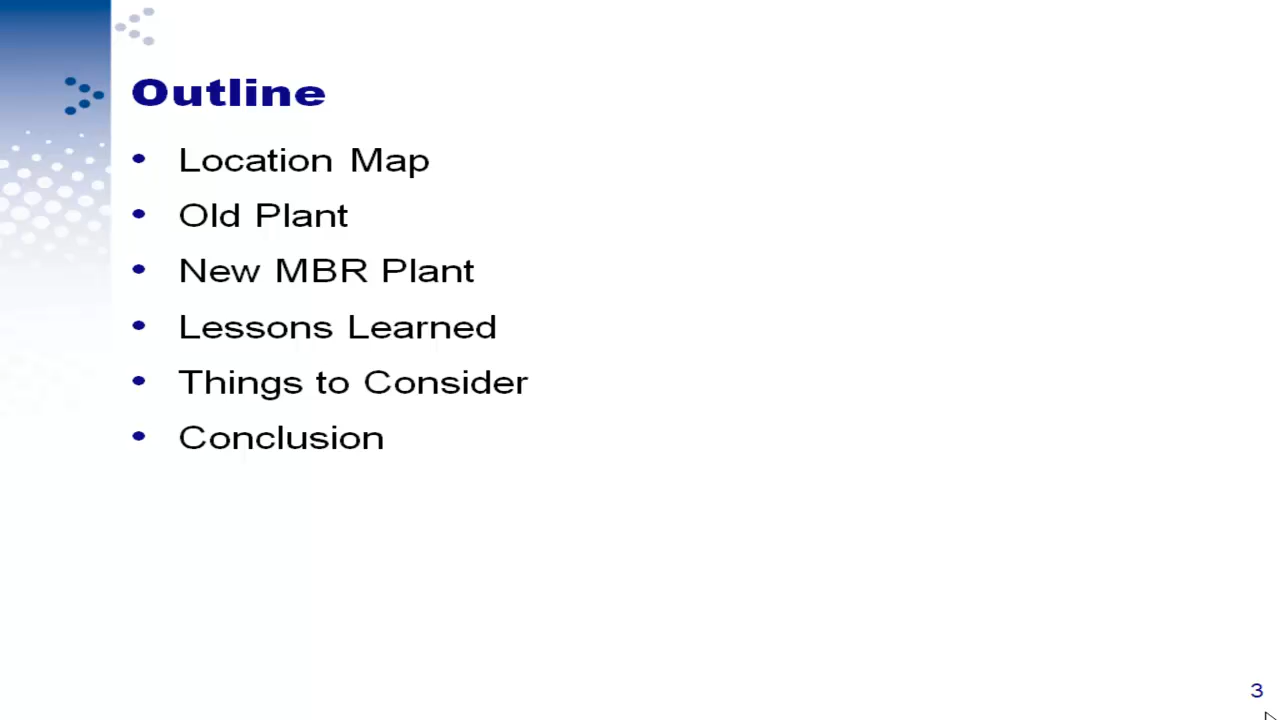 Outline
• Location Map
• Old Plant
• New MBR Plant
• Lessons Learned
• Things to Consider
• Conclusion
3